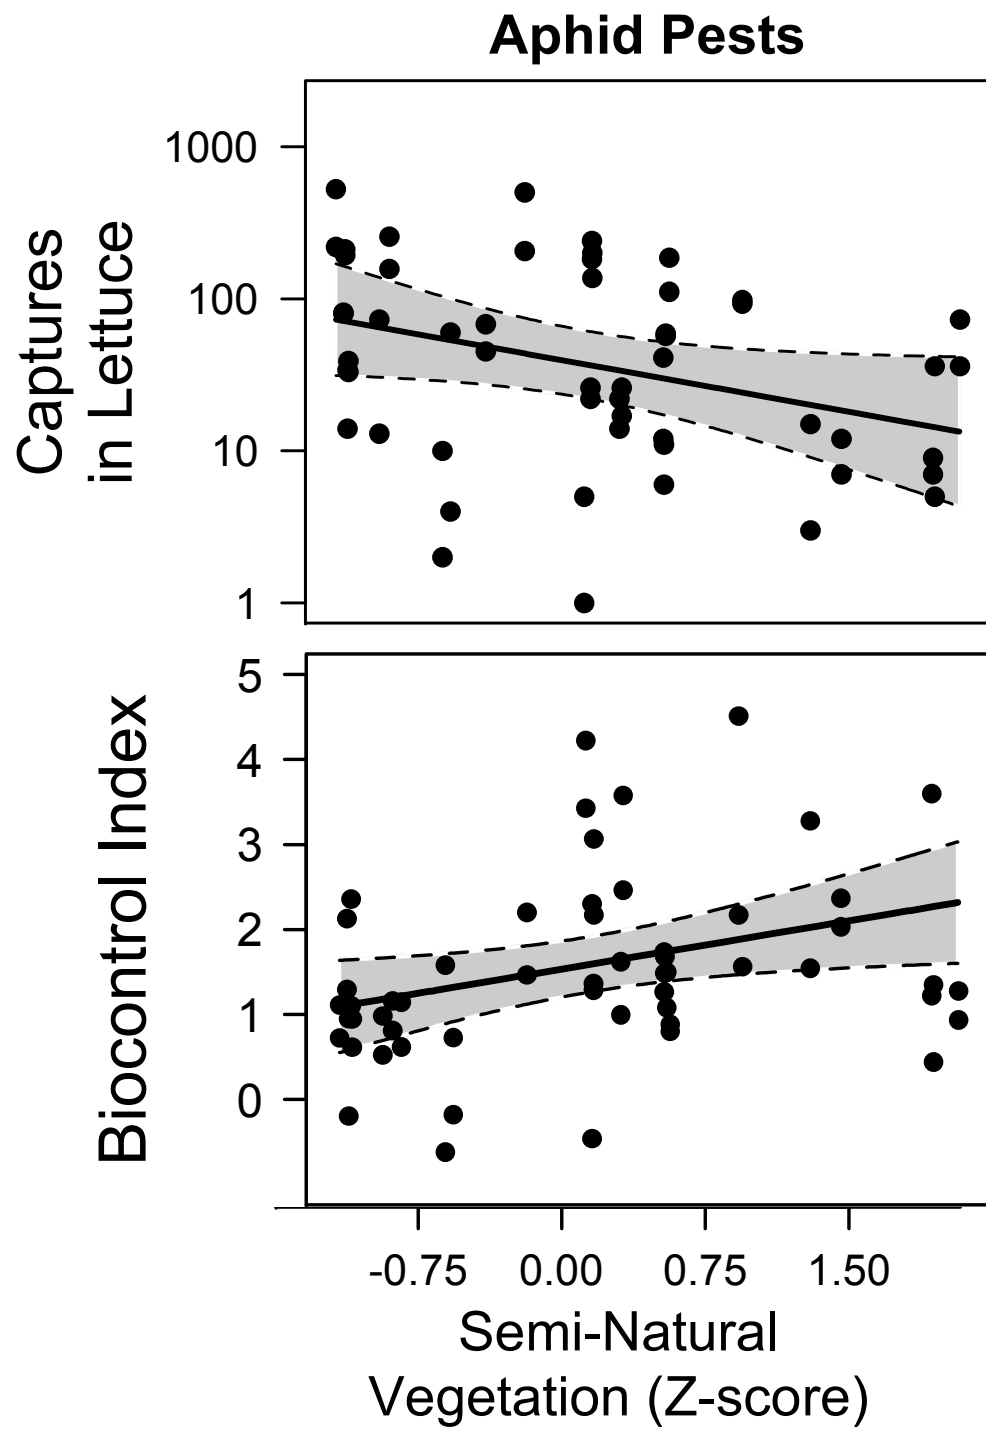 Aphid Pests
Captures
in Lettuce
1000
100
10
1
Biocontrol Index
5
4
3
2
1
0
-0.75 0.00 0.75 1.50
Semi-Natural
Vegetation (Z-score)